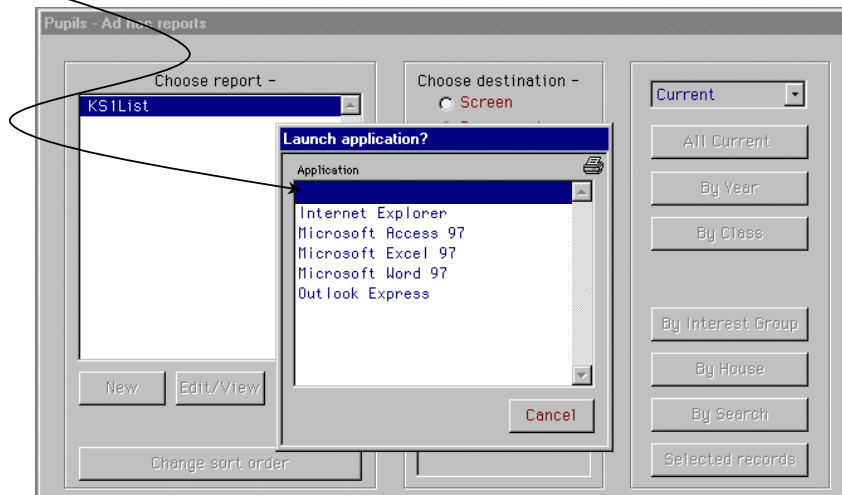 Pupils - Ad hoc reports
Choose report -
KS1List
New
Edit/View
Change sort order
Choose destination -
Screen
Launch application?
Application
Internet Explorer
Microsoft Access 97
Microsoft Excel 97
Microsoft Word 97
Outlook Express
Cancel
Current
All Current
By Year
By Class
By Interest Group
By House
By Search
Selected records